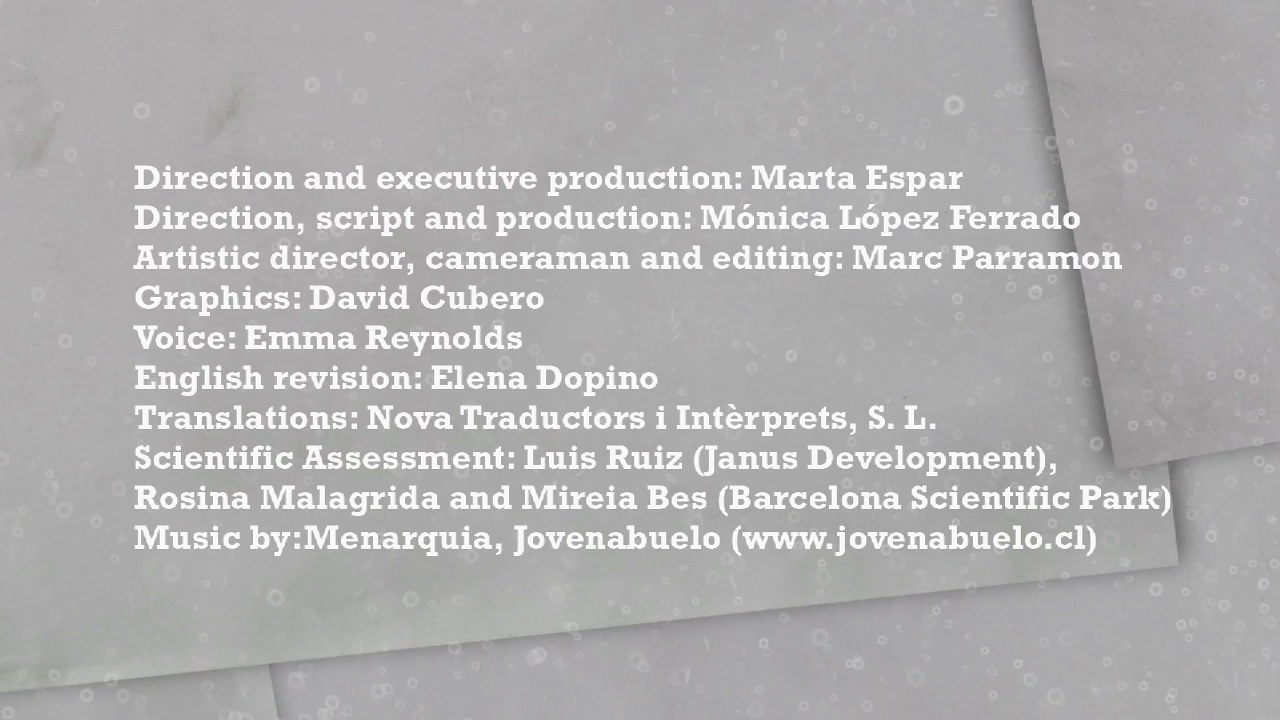 Direction and executive production: Marta Espar
Direction, script and production: Mónica López Ferrado
Artistic director, cameraman and editing: Marc Parramon
Graphics: David Cubero
Voice: Emma Reynolds
English revision: Elena Dopino
Translations: Nova Traductors i Intèrprets, S. L.
Scientific Assessment: Luis Ruiz (Janus Development),
Rosina Malagrida and Mireia Bes (Barcelona Scientific Park)
Music by:Menarquia, Jovenabuelo (www.jovenabuelo.cl)